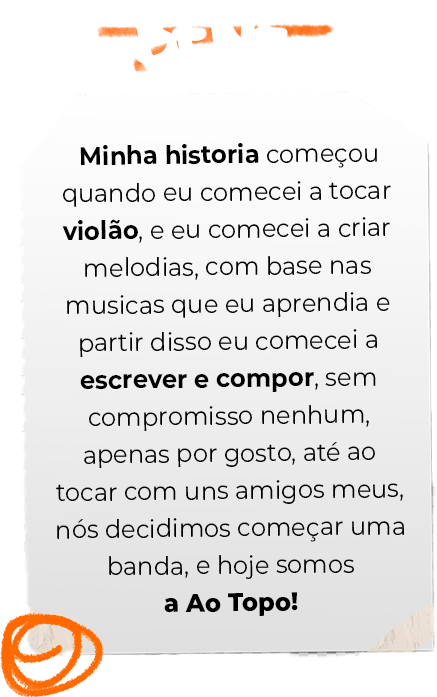 Minha historia começou
quando eu comecei a tocar
violão, e eu comecei a criar
melodias, com base nas
musicas que eu aprendia e
partir disso eu comecei a
escrever e compor, sem
compromisso nenhum,
apenas por gosto, até ao
tocar com uns amigos meus,
nós decidimos começar uma
banda, e hoje somos
a Ao Topo!